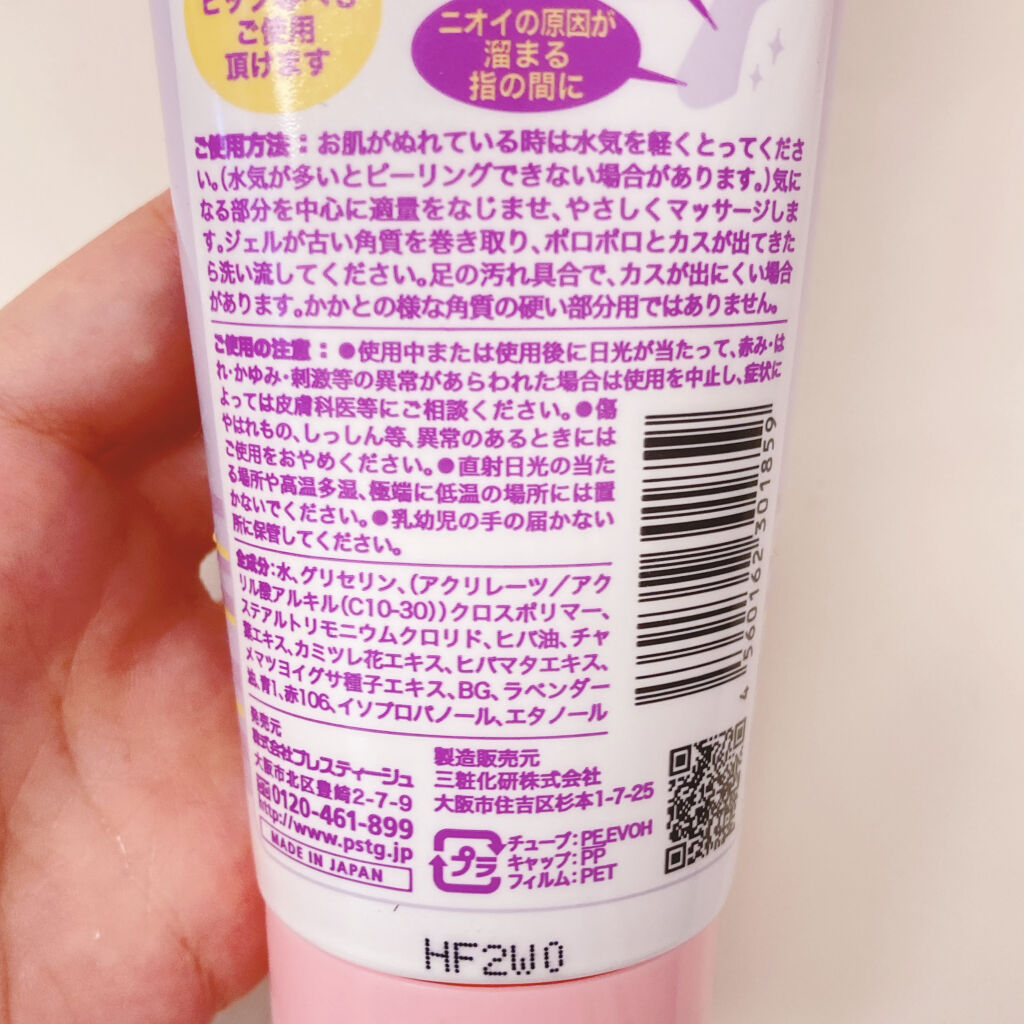 ご使用
頂けます
ニオイの原因が
溜まる
指の間に
ご使用方法：お肌がぬれている時は水気を軽くとってくださ
い。（水気が多いとピーリングできない場合があります。）気に
なる部分を中心に適量をなじませ、やさしくマッサージしま
す。ジェルが古い角質を巻き取り、ポロポロとカスが出てきた
ら洗い流してください。足の汚れ具合で、カスが出にくい場合
があります。かかとの様な角質の硬い部分用ではありません。
ご使用の注意：●使用中または使用後に日光が当たって、赤み・は
れ・かゆみ・刺激等の異常があらわれた場合は使用を中止し、症状に
よっては皮膚科医等にご相談ください。●傷
やはれもの、しっしん等、異常のあるときには
ご使用をおやめください。●直射日光の当た
る場所や高温多湿、極端に低温の場所には置
かないでください。●乳幼児の手の届かない
所に保管してください。
全成分：水、グリセリン、（アクリレーツ／アク
リル酸アルキル（C10-30））クロスポリマー、
ステアルトリモニウムクロリド、ヒバ油、チャ
葉エキス、カミツレ花エキス、ヒバマタエキス、
メマツヨイグサ種子エキス、BG、ラベンダー
油、青1、赤106、イソプロパノール、エタノール
発売元
株式会社プレスティージュ
大阪市北区豊崎2-7-9
0120-461-899
http://www.pstg.jp
MADE IN JAPAN
製造販売元
三粧化研株式会社
大阪市住吉区杉本1-7-25
プラ
チューブ：PE,EVOH
キャップ：PP
フィルム：PET
4 560162 301859
HF2W0